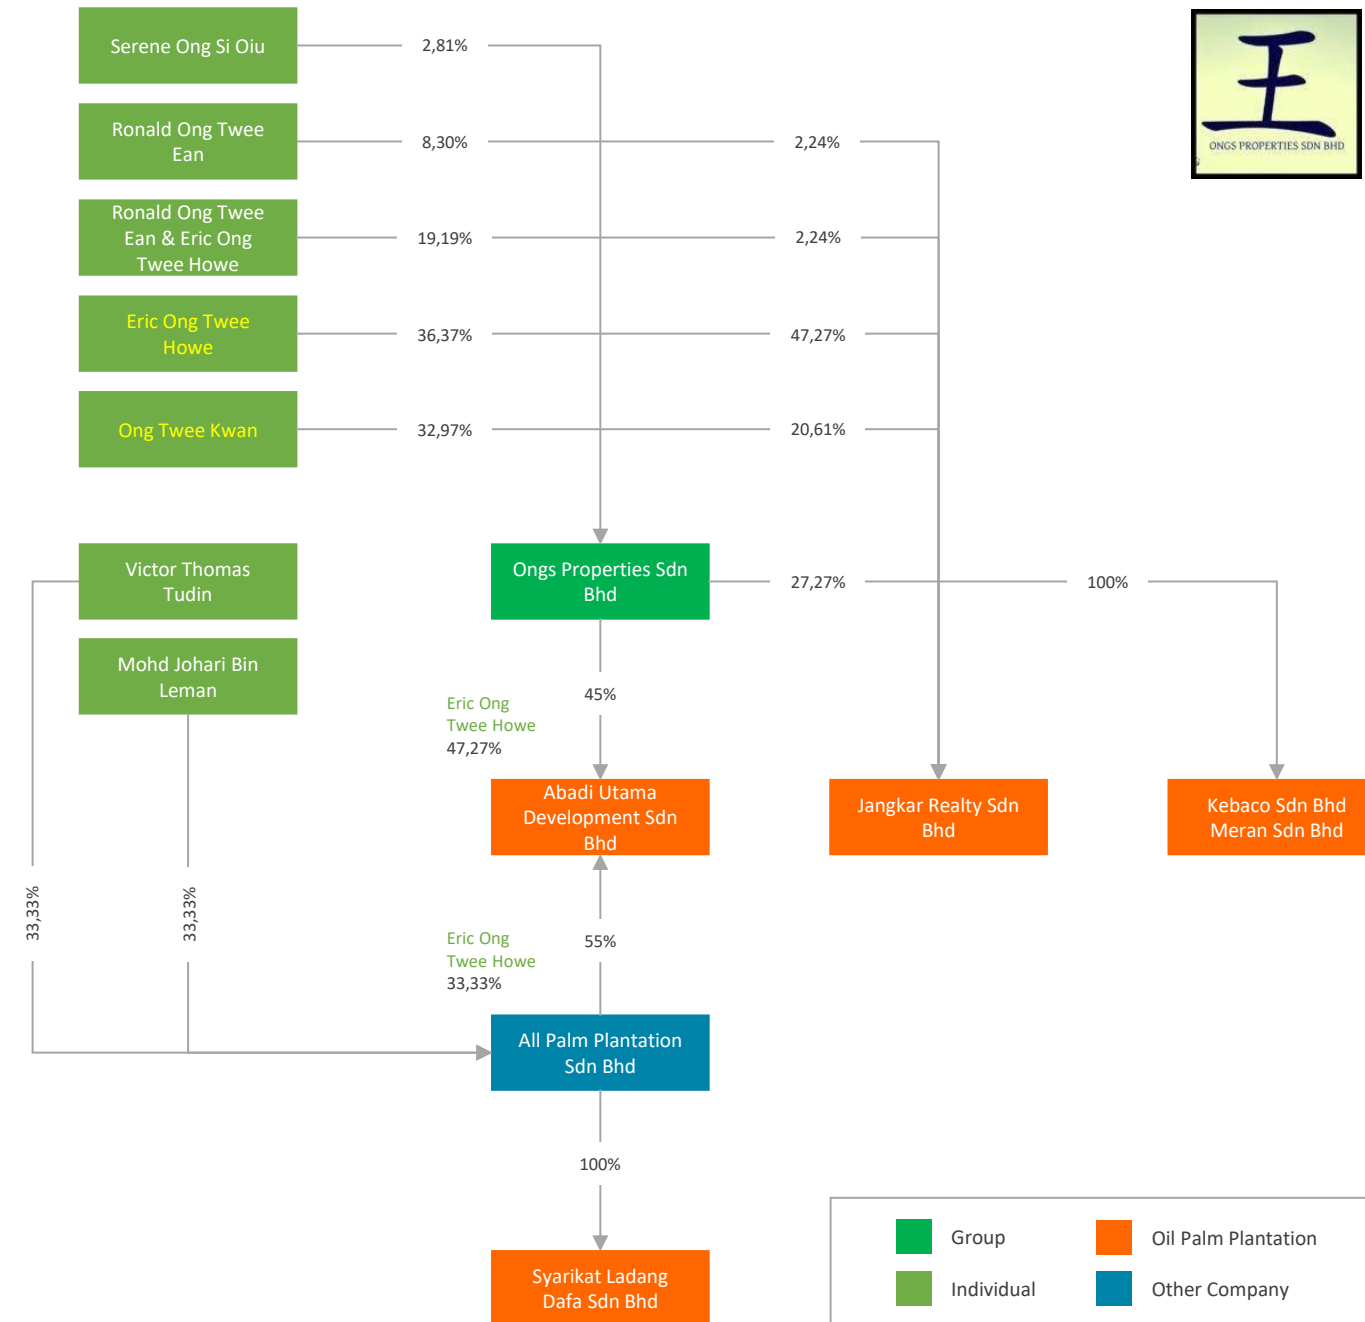 Serene Ong Si Oiu
2,81%
王
ONGS PROPERTIES SDN BHD
Ronald Ong Twee
Ean
8,30%
2,24%
Ronald Ong Twee
Ean & Eric Ong
Twee Howe
19,19%
2,24%
Eric Ong Twee
Howe
36,37%
47,27%
Ong Twee Kwan
32,97%
20,61%
Victor Thomas
Tudin
Ongs Properties Sdn
Bhd
27,27%
100%
Mohd Johari Bin
Leman
45%
Eric Ong
Twee Howe
47,27%
Abadi Utama
Development Sdn
Bhd
Jangkar Realty Sdn
Bhd
Kebaco Sdn Bhd
Meran Sdn Bhd
33,33%
33,33%
Eric Ong
Twee Howe
33,33%
55%
All Palm Plantation
Sdn Bhd
100%
Syarikat Ladang
Dafa Sdn Bhd
Group
Oil Palm Plantation
Individual
Other Company